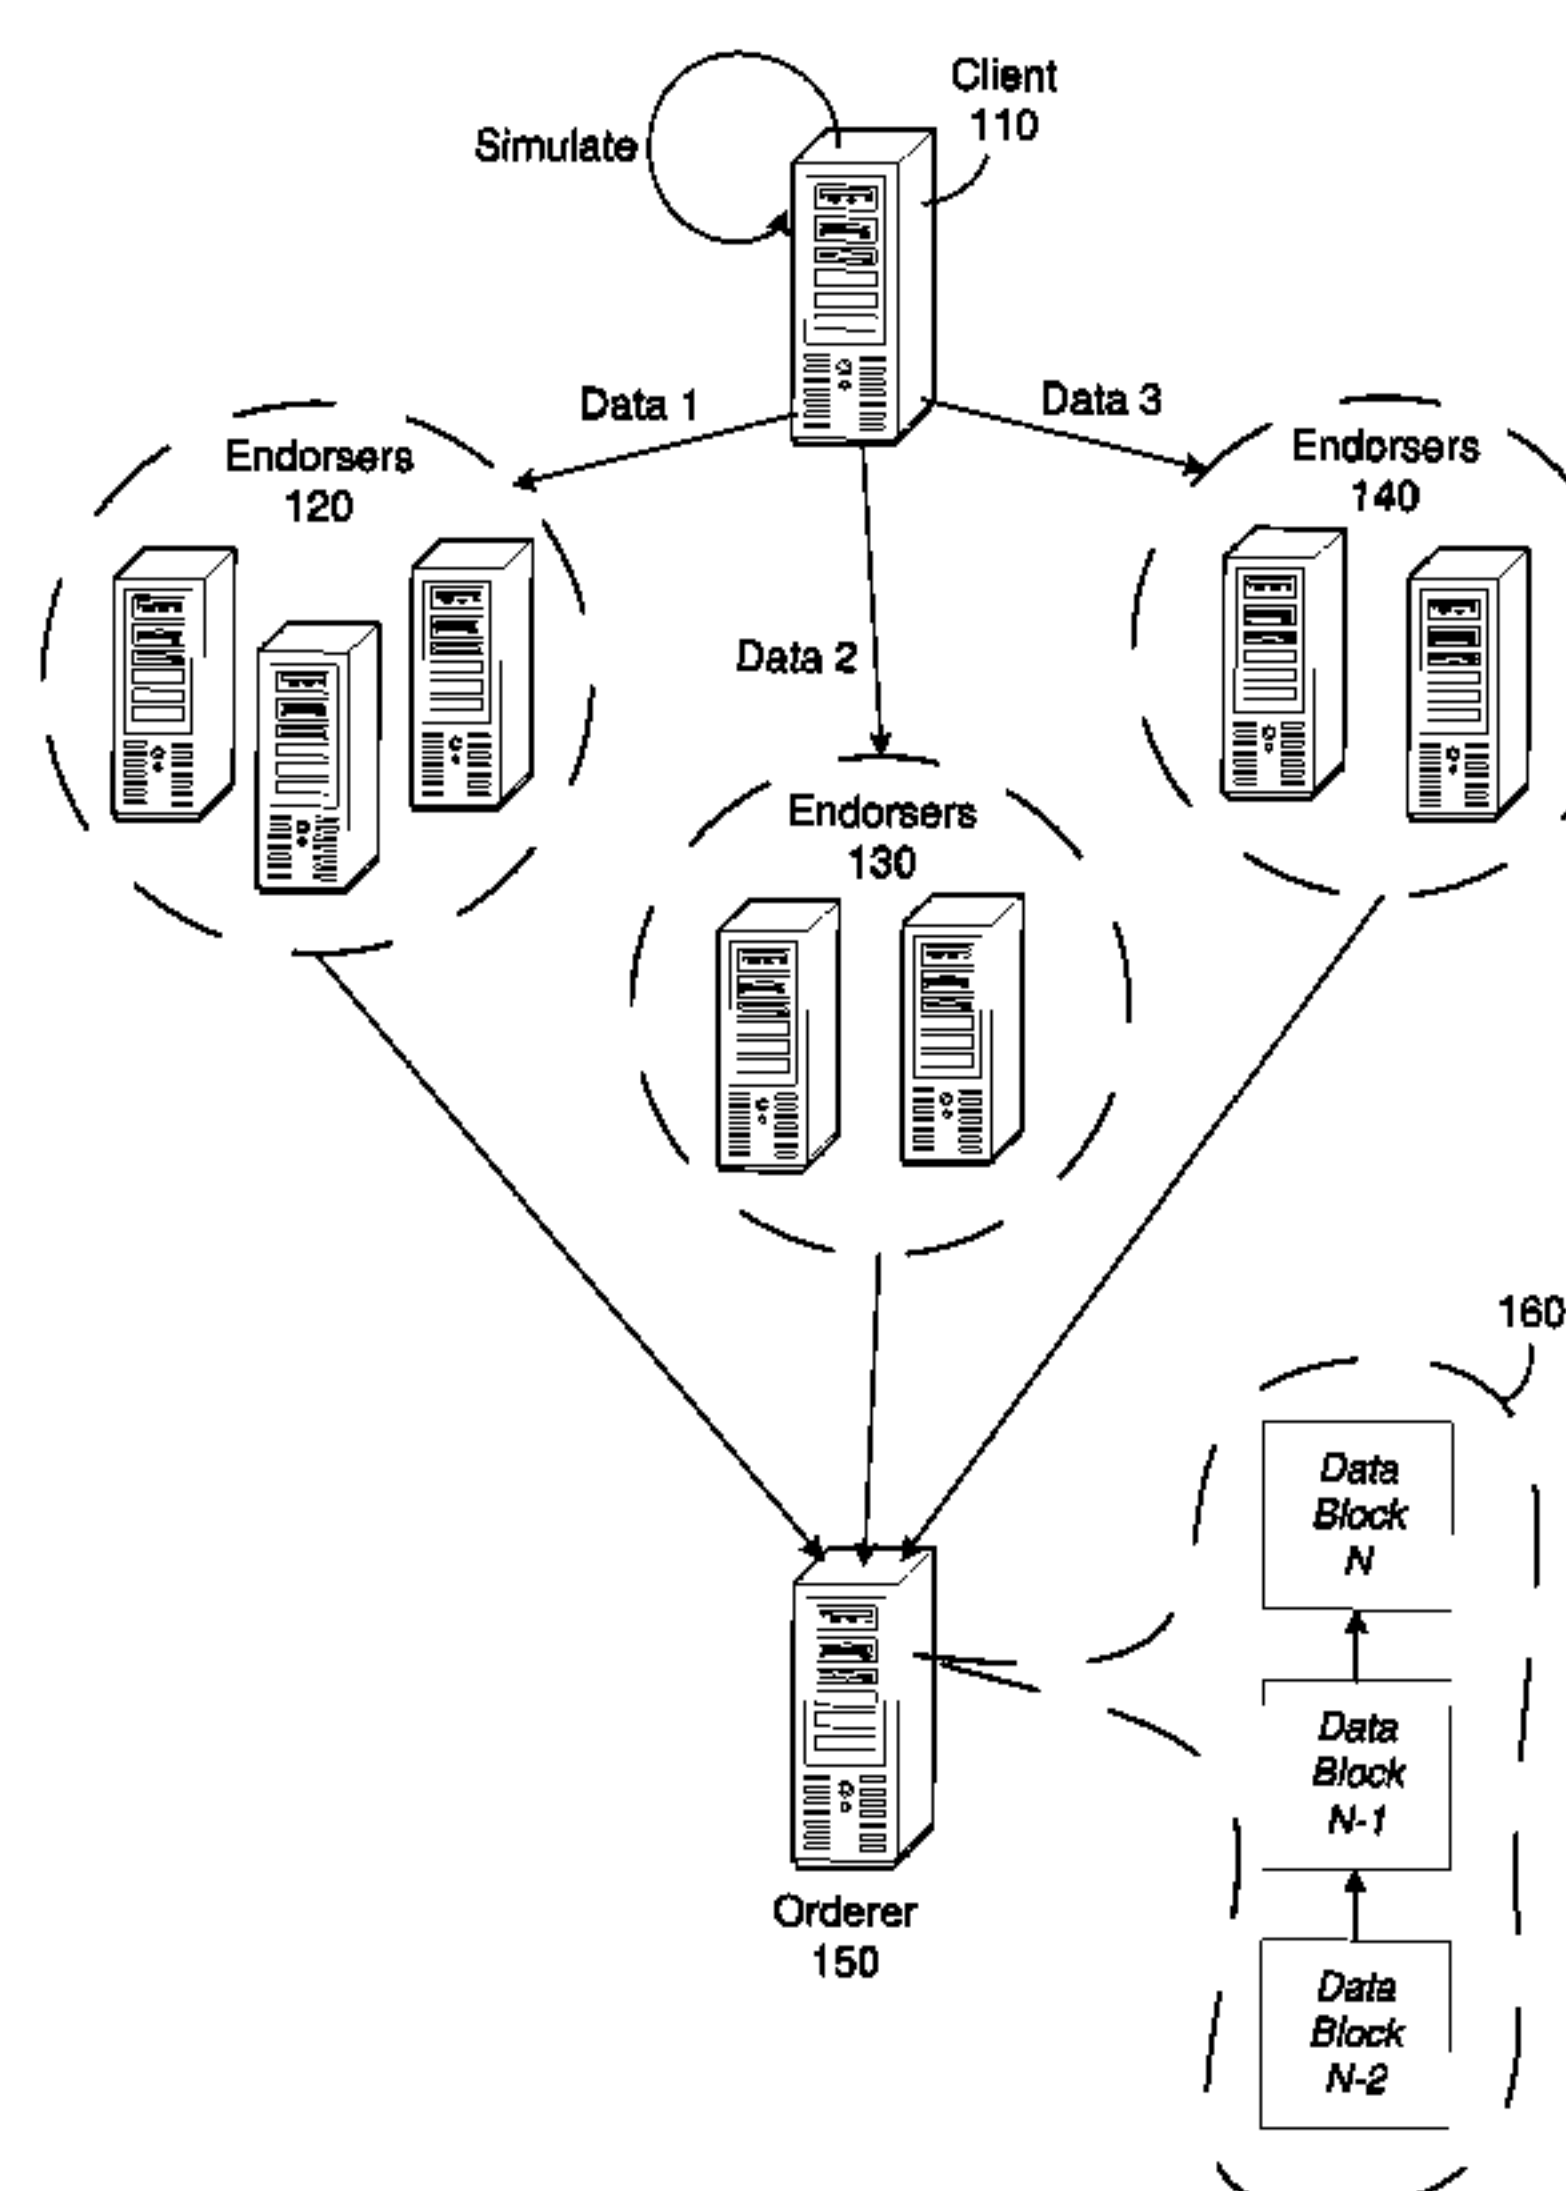 Client
110
Simulate
Data 1
Data 3
Endorsers
120
Endorsers
140
Data 2
Endorsers
130
160
Data
Block
N
Data
Block
N-1
Orderer
150
Data
Block
N-2